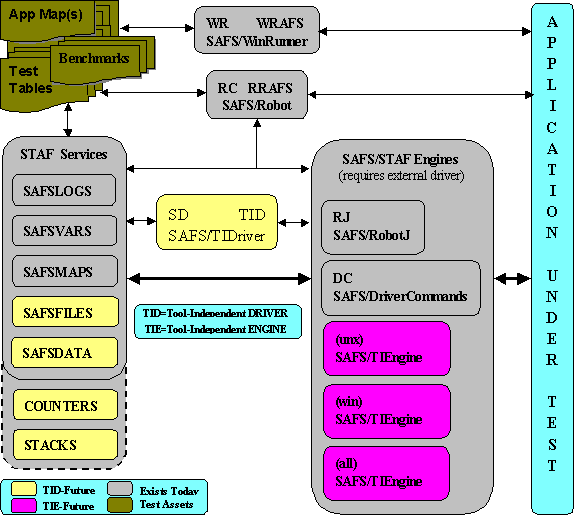 App Map(s)
Benchmarks
Test
Tables
WR WRAFS
SAFS/WinRunner
RC RRAFS
SAFS/Robot
STAF Services
SAFSLOGS
SAFSVARS
SAFSMAPS
SAFSFILES
SAFSDATA
COUNTERS
STACKS
SD TID
SAFS/TIDriver
TID=Tool-Independent DRIVER
TIE=Tool-Independent ENGINE
SAFS/STAF Engines
(requires external driver)
RJ
SAFS/RobotJ
DC
SAFS/DriverCommands
(unx)
SAFS/TIEngine
(win)
SAFS/TIEngine
(all)
SAFS/TIEngine
APPLICATION UNDER TEST
TID-Future
Exists Today
TIE-Future
Test Assets